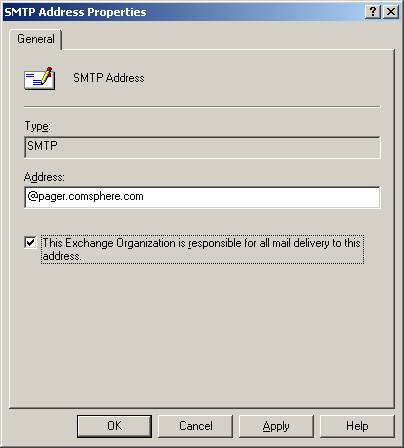 SMTP Address Properties
General
SMTP Address
Type:
SMTP
Address:
@pager.comsphere.com
This Exchange Organization is responsible for all mail delivery to this
address.
OK Cancel Apply Help